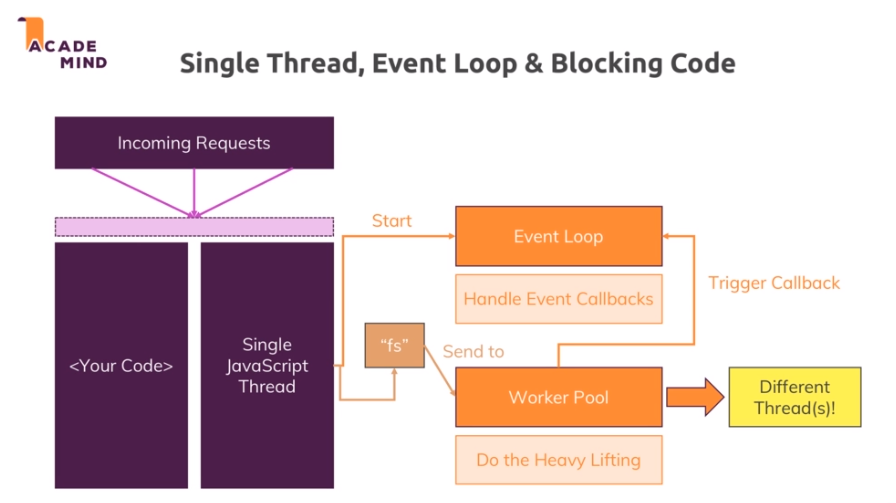 ACADE
MIND
Single Thread, Event Loop & Blocking Code
Incoming Requests
<Your Code>
Single
JavaScript
Thread
Start
"fs"
Send to
Event Loop
Handle Event Callbacks
Trigger Callback
Worker Pool
Do the Heavy Lifting
Different
Thread(s)!